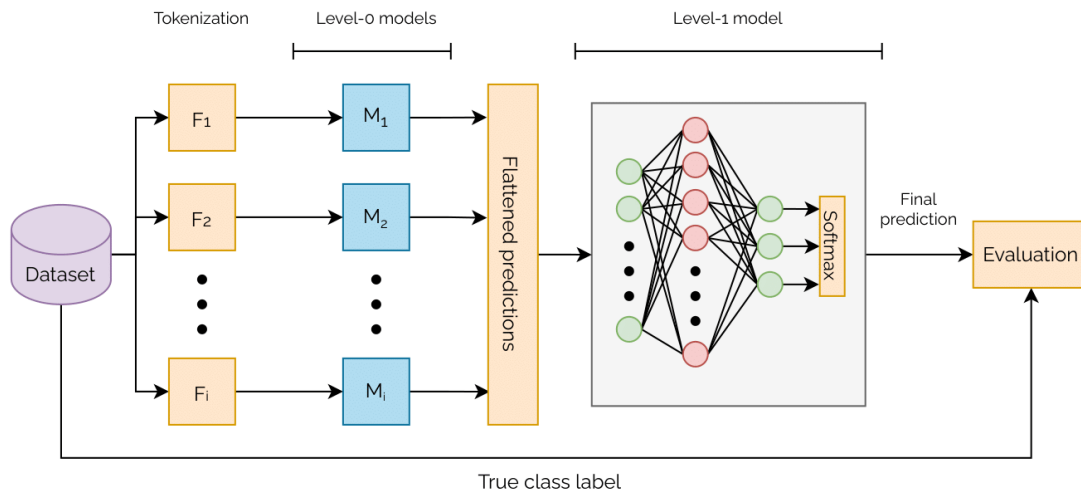 Tokenization
Level-0 models
Level-1 model
F1
M1
F2
M2
Fi
Mi
Dataset
Flattened predictions
Softmax
Final
prediction
Evaluation
True class label